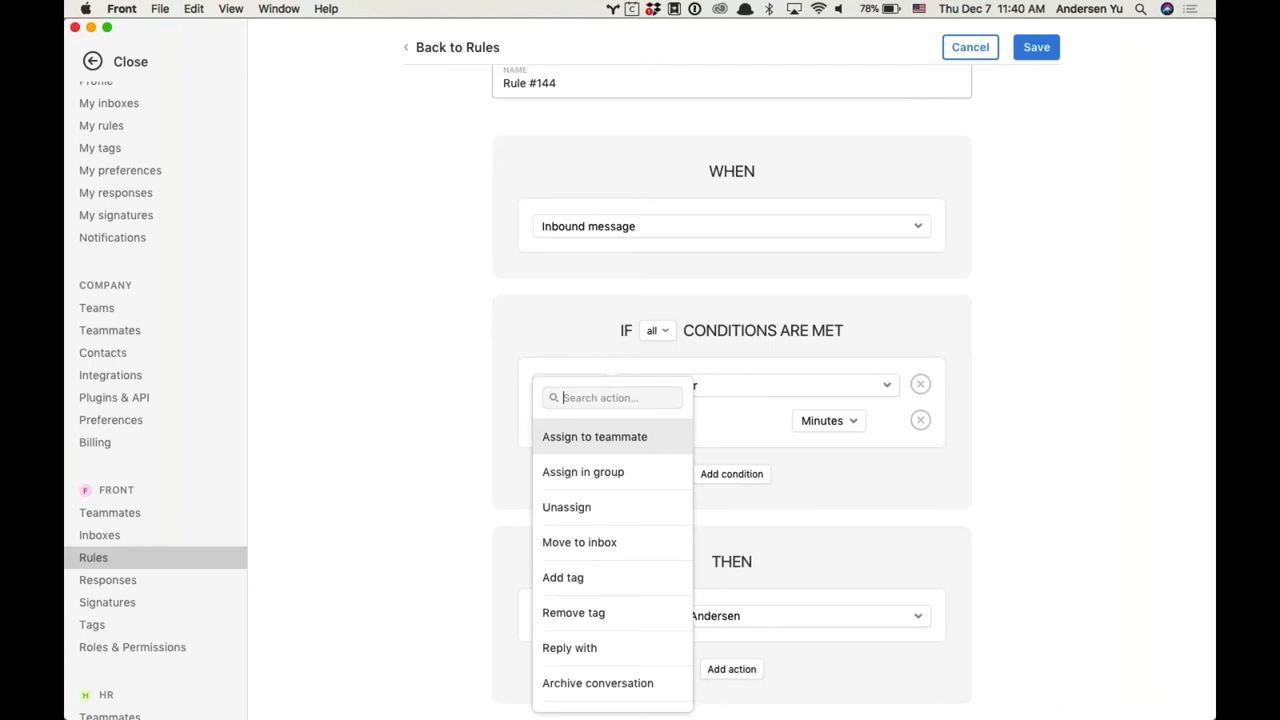 Front File Edit View Window Help
78% Thu Dec 7 11:40 AM Andersen Yu
Close
Profile
My inboxes
My rules
My tags
My preferences
My responses
My signatures
Notifications
COMPANY
Teams
Teammates
Contacts
Integrations
Plugins & API
Preferences
Billing
F FRONT
Teammates
Inboxes
Rules
Responses
Signatures
Tags
Roles & Permissions
H HR
Teammates
Back to Rules
Cancel
Save
NAME
Rule #144
WHEN
Inbound message
IF all CONDITIONS ARE MET
r
Minutes
Add condition
Search action...
Assign to teammate
Assign in group
Unassign
Move to inbox
Add tag
Remove tag
Reply with
Archive conversation
THEN
Andersen
Add action